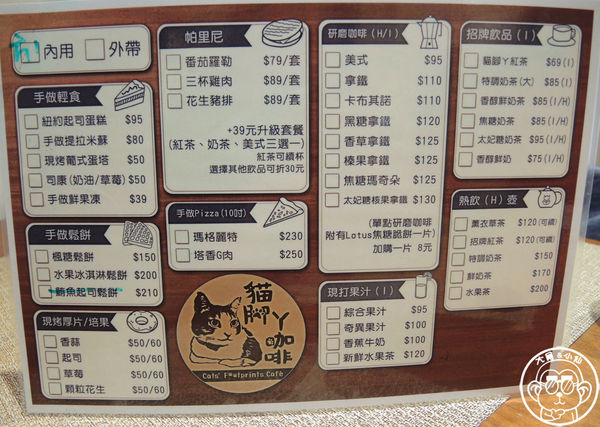 內用 外帶
手做輕食
紐約起司蛋糕 $95
手做提拉米蘇 $80
現烤葡式蛋塔 $50
司康(奶油/草莓) $50
手做鮮果凍 $39
手做鬆餅
楓糖鬆餅 $150
水果冰淇淋鬆餅 $200
鮪魚起司鬆餅 $210
現烤厚片/焙果
香蒜 $50/60
起司 $50/60
草莓 $50/60
顆粒花生 $50/60
帕里尼
番茄羅勒 $79/套
三杯雞肉 $89/套
花生豬排 $89/套
+39元升級套餐
(紅茶、奶茶、美式三選一)
紅茶可續杯
選擇其他飲品可折30元
手做Pizza(10吋)
瑪格麗特 $230
塔香G肉 $250
貓腳丫咖啡
Cats' Footprints Café
研磨咖啡(H/I)
美式 $95
拿鐵 $110
卡布其諾 $110
黑糖拿鐵 $125
香草拿鐵 $125
榛果拿鐵 $125
焦糖瑪奇朵 $125
太妃糖核果拿鐵 $130
(單點研磨咖啡
附有Lotus焦糖脆餅一片)
加購一片 8元
現打果汁(I)
綜合果汁 $95
奇異果汁 $100
香蕉牛奶 $100
新鮮水果茶 $120
招牌飲品(I)
貓腳丫紅茶 $69(I)
特調奶茶(大) $85(I)
香醇鮮奶茶 $85(I/H)
焦糖奶茶 $85(I/H)
太妃糖奶茶 $95(I/H)
香醇鮮奶 $75(I/H)
熱飲(H)壺
薰衣草茶 $120(可續)
招牌紅茶 $120(可續)
特調奶茶 $150
鮮奶茶 $170
水果茶 $200